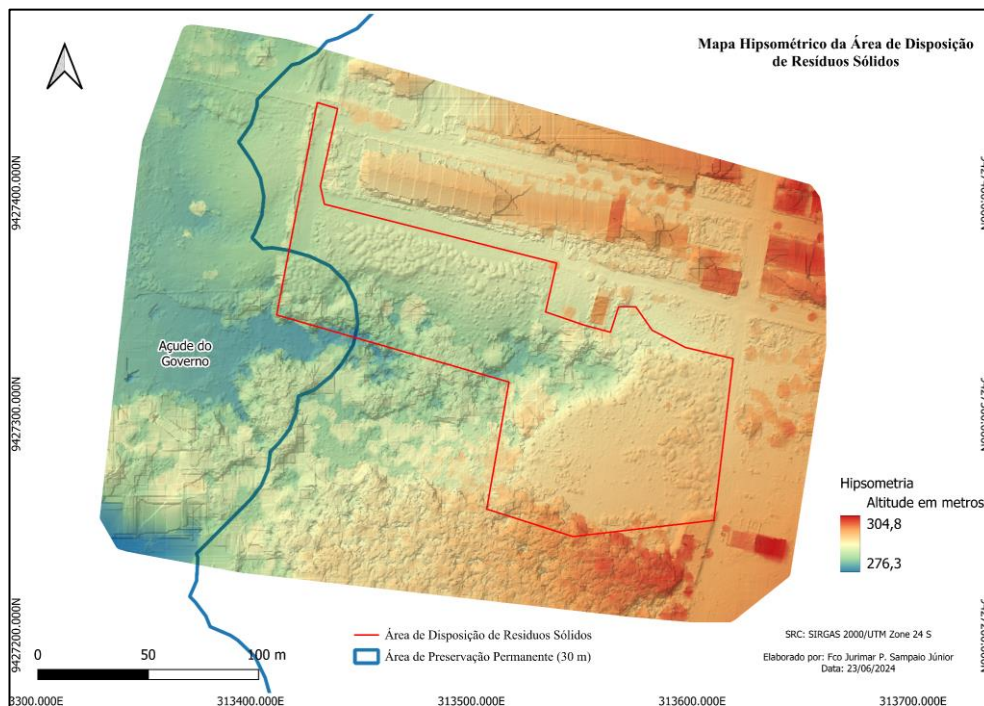 Mapa Hipsométrico da Área de Disposição
de Resíduos Sólidos
9427400.000N
9427300.000N
9427200.000N
Açude do
Governo
Hipsometria
Altitude em metros
304,8
276,3
Área de Disposição de Resíduos Sólidos
Área de Preservação Permanente (30 m)
SRC: SIRGAS 2000/UTM Zone 24 S
Elaborado por: Fco Jurimar P. Sampaio Júnior
Data: 23/06/2024
0 50 100 m
3300.000E 313400.000E 313500.000E 313600.000E 313700.000E